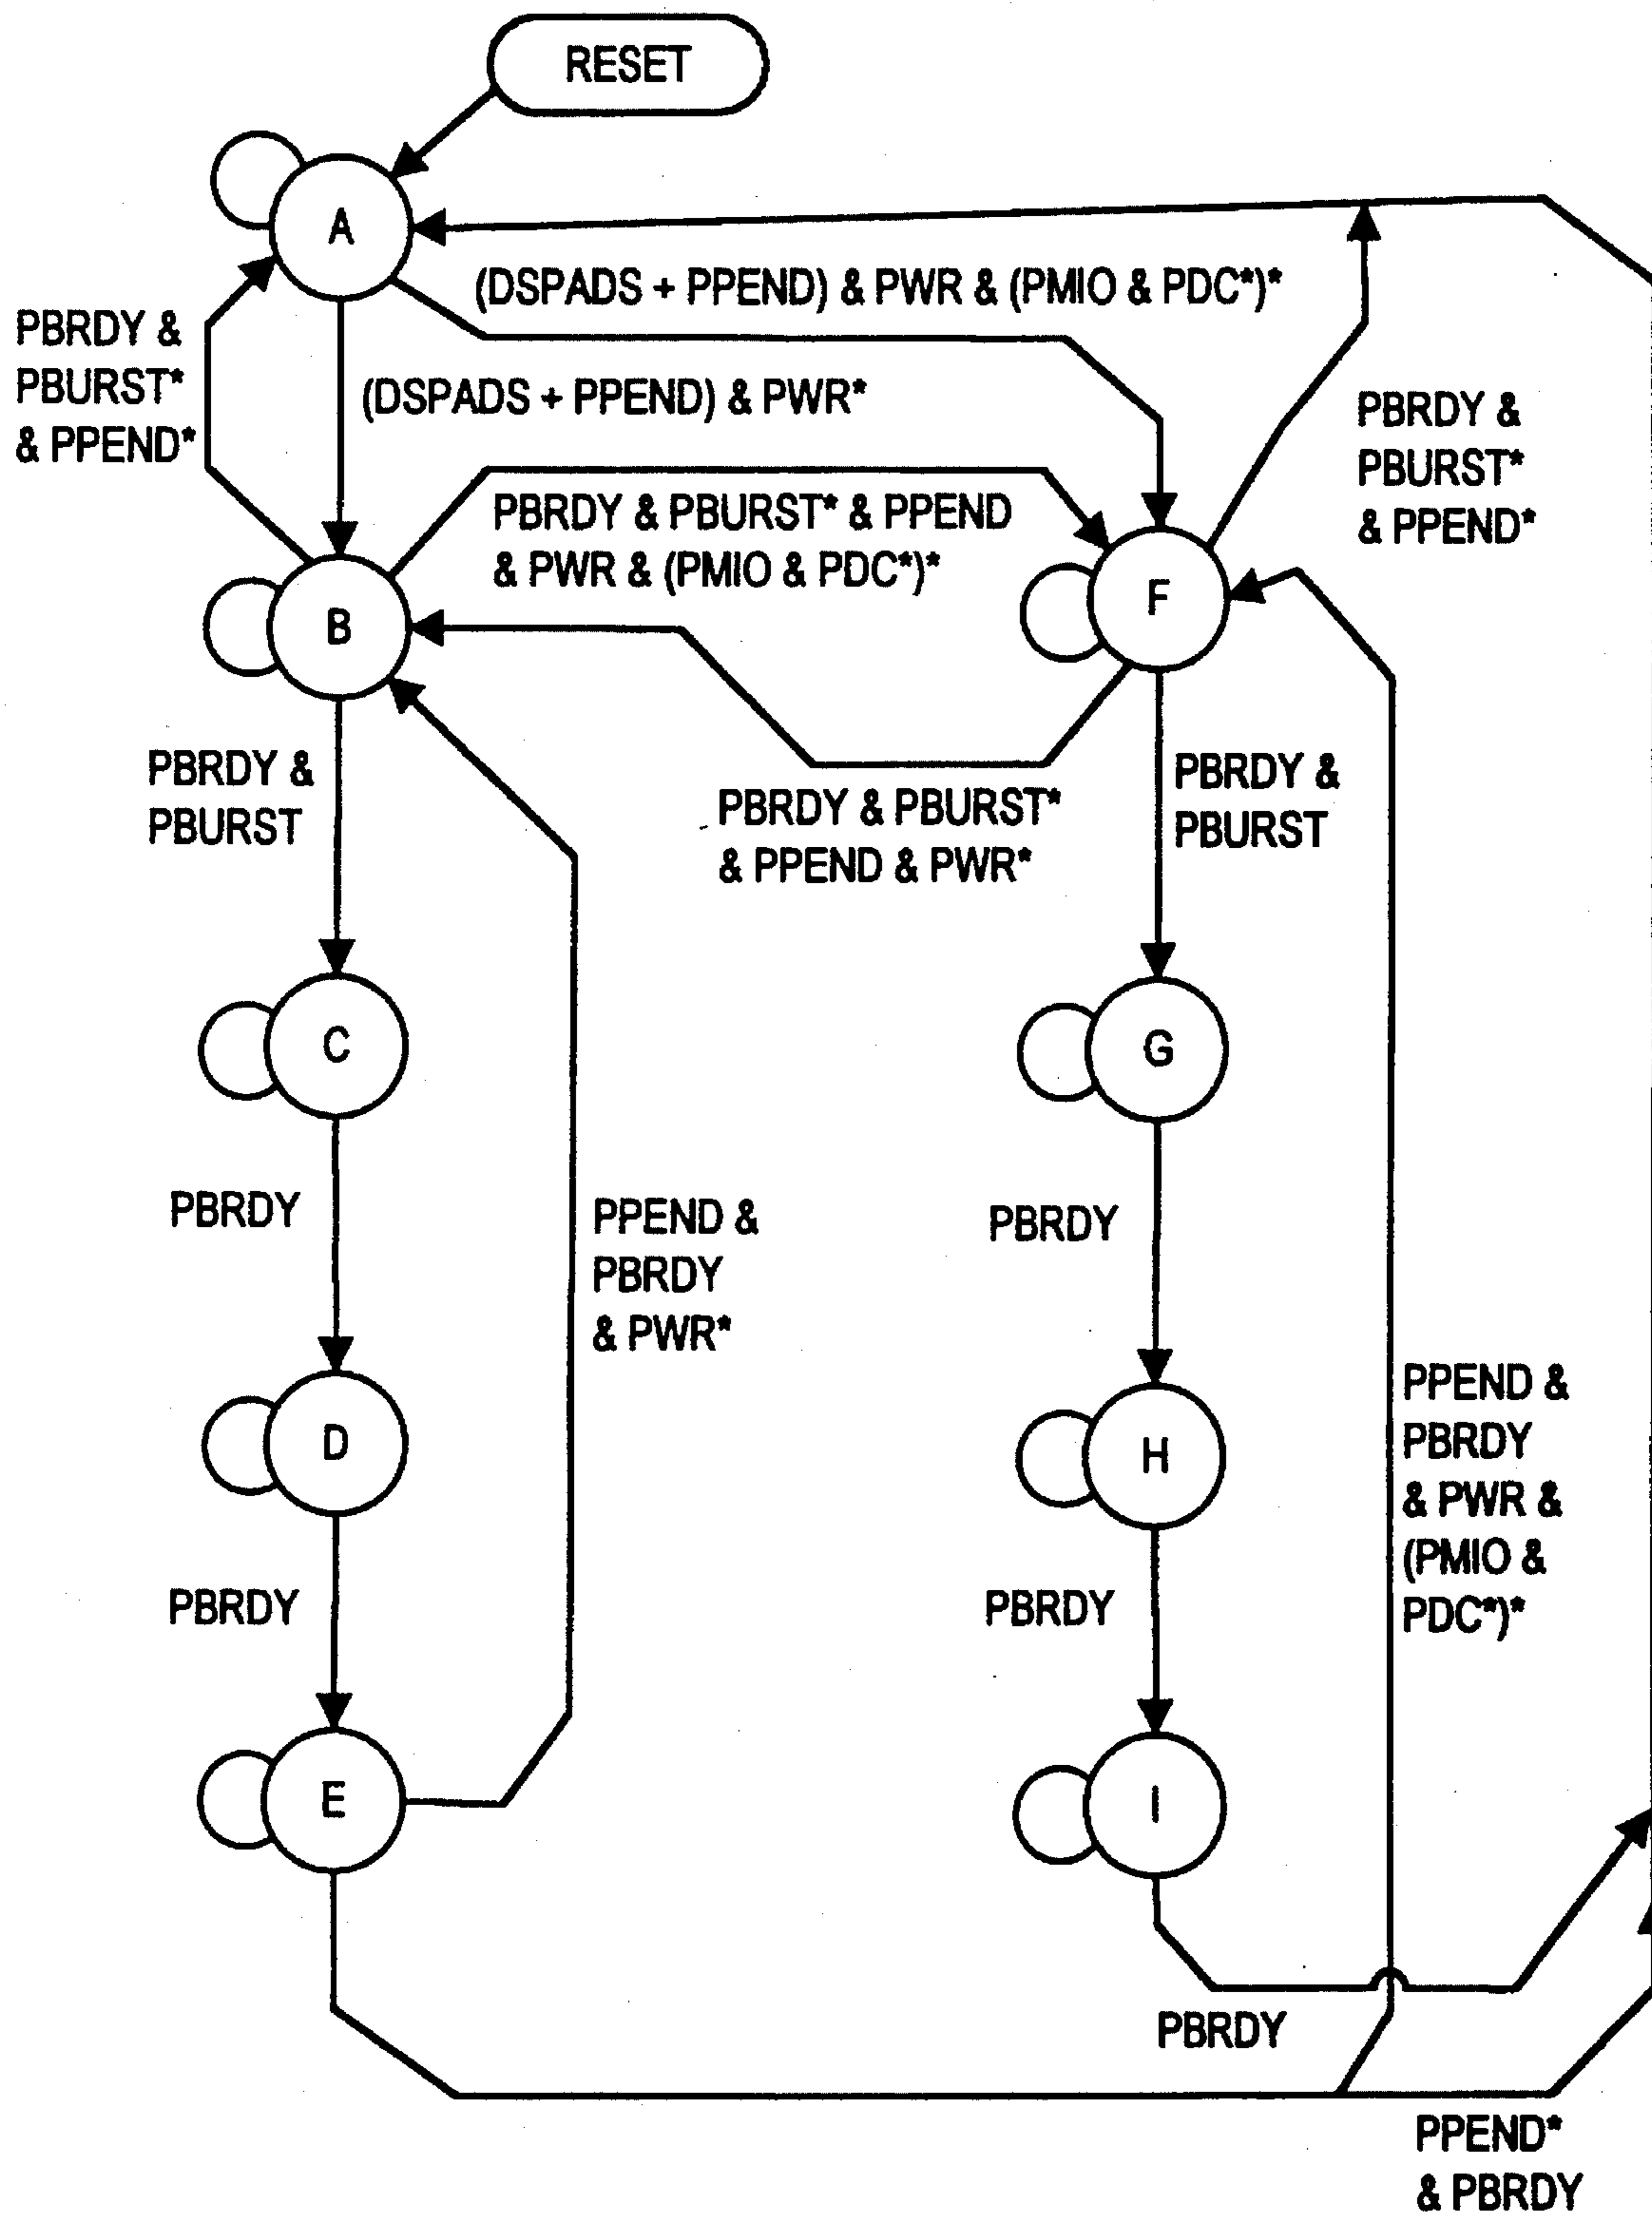 RESET
A
(DSPADS + PPEND) & PWR & (PMIO & PDC*)*
PBRDY &
PBURST*
& PPEND*
(DSPADS + PPEND) & PWR*
PBRDY &
PBURST*
& PPEND*
PBRDY & PBURST* & PPEND
& PWR & (PMIO & PDC*)*
B
F
PBRDY &
PBURST
PBRDY & PBURST*
& PPEND & PWR*
PBRDY &
PBURST
C
G
PBRDY
PPEND &
PBRDY
& PWR*
PBRDY
D
H
PPEND &
PBRDY
& PWR &
(PMIO &
PDC*)*
PBRDY
PBRDY
E
I
PBRDY
PPEND*
& PBRDY